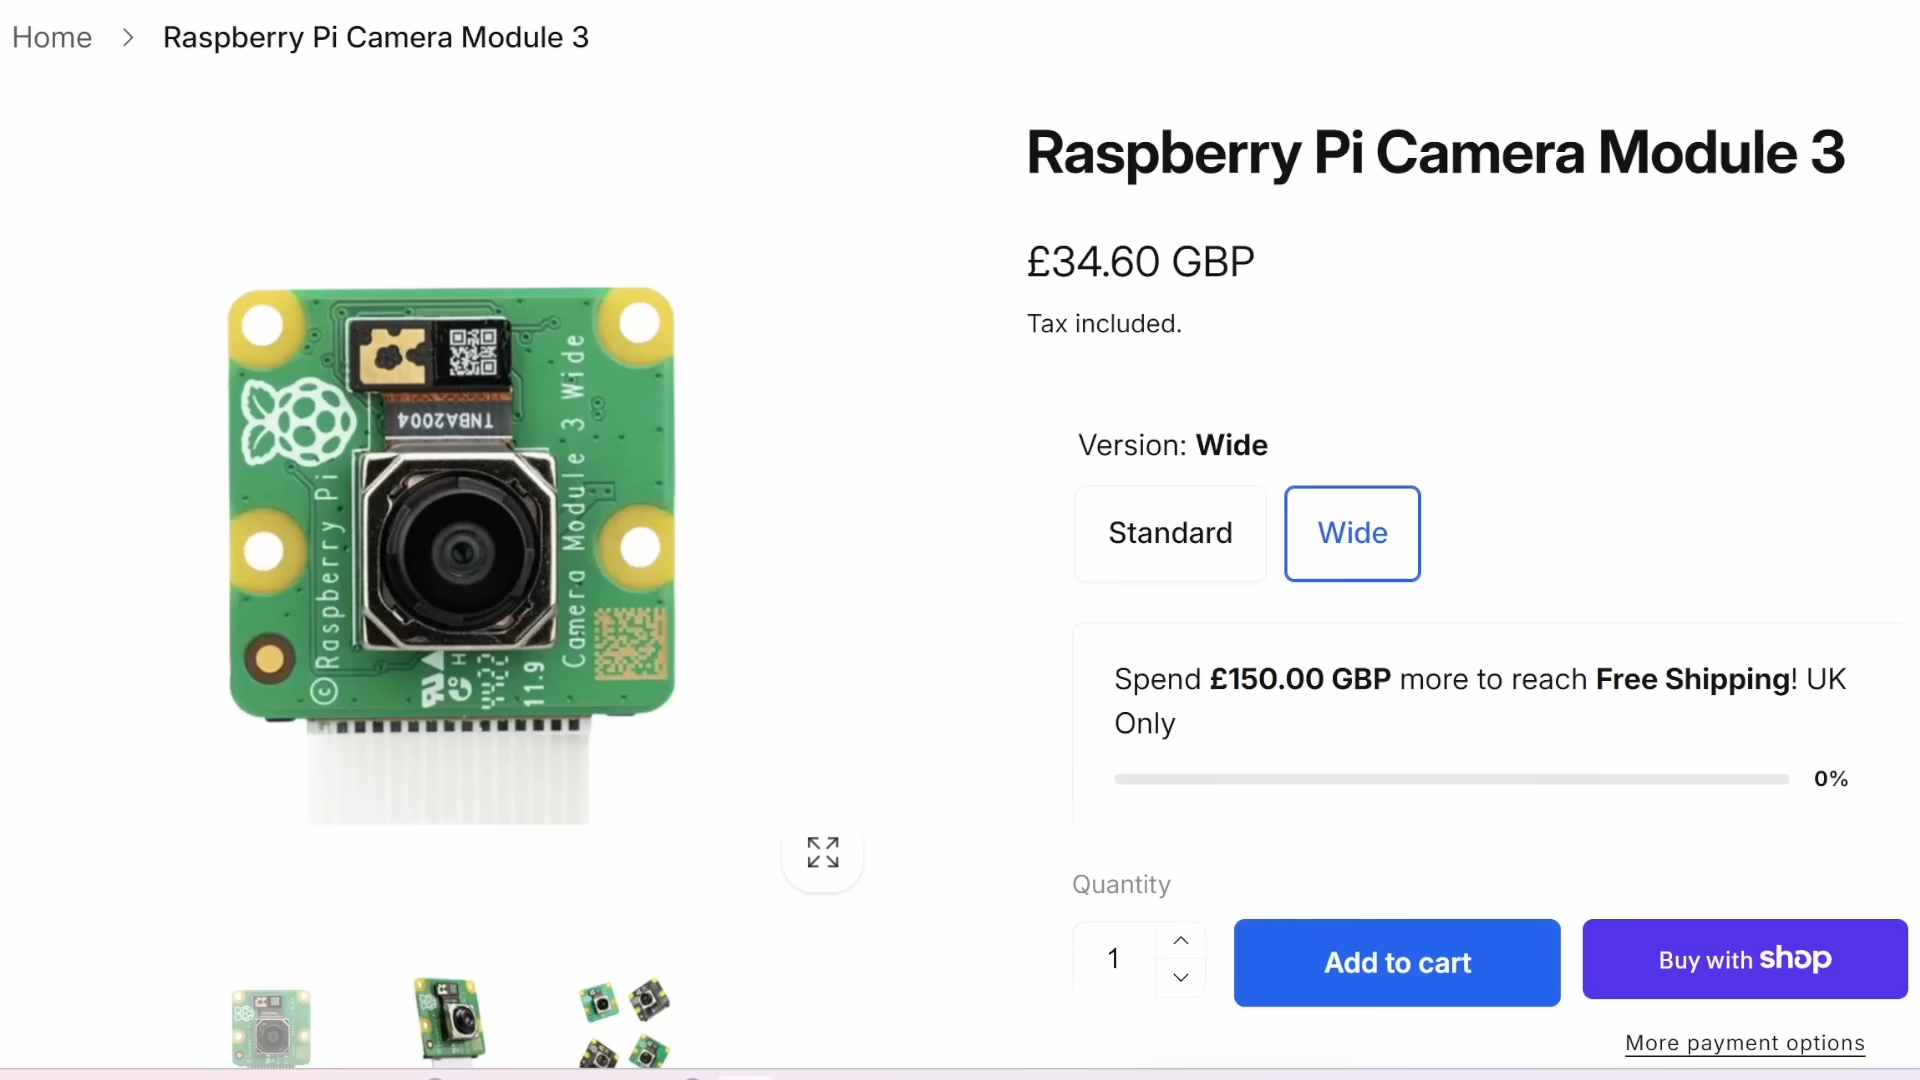 Home > Raspberry Pi Camera Module 3
Raspberry Pi Camera Module 3
£34.60 GBP
Tax included.
Version: Wide
Standard
Wide
Spend £150.00 GBP more to reach Free Shipping! UK
Only
0%
Quantity
1
Add to cart
Buy with shop
More payment options
TNBA2004
© Raspberry Pi
Camera Module 3 Wide
11.9